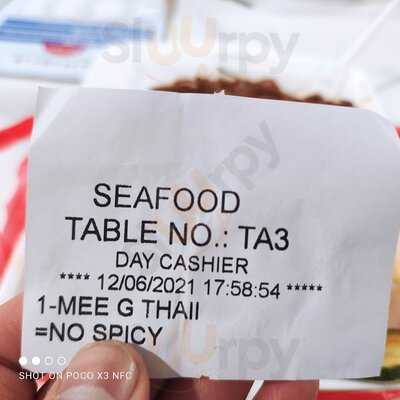 Sluurpy
SEAFOOD
TABLE NO.: TA3
DAY CASHIER
**** 12/06/2021 17:58:54 *****
1-MEE G THAII
=NO SPICY
SHOT ON POCO X3 NFC